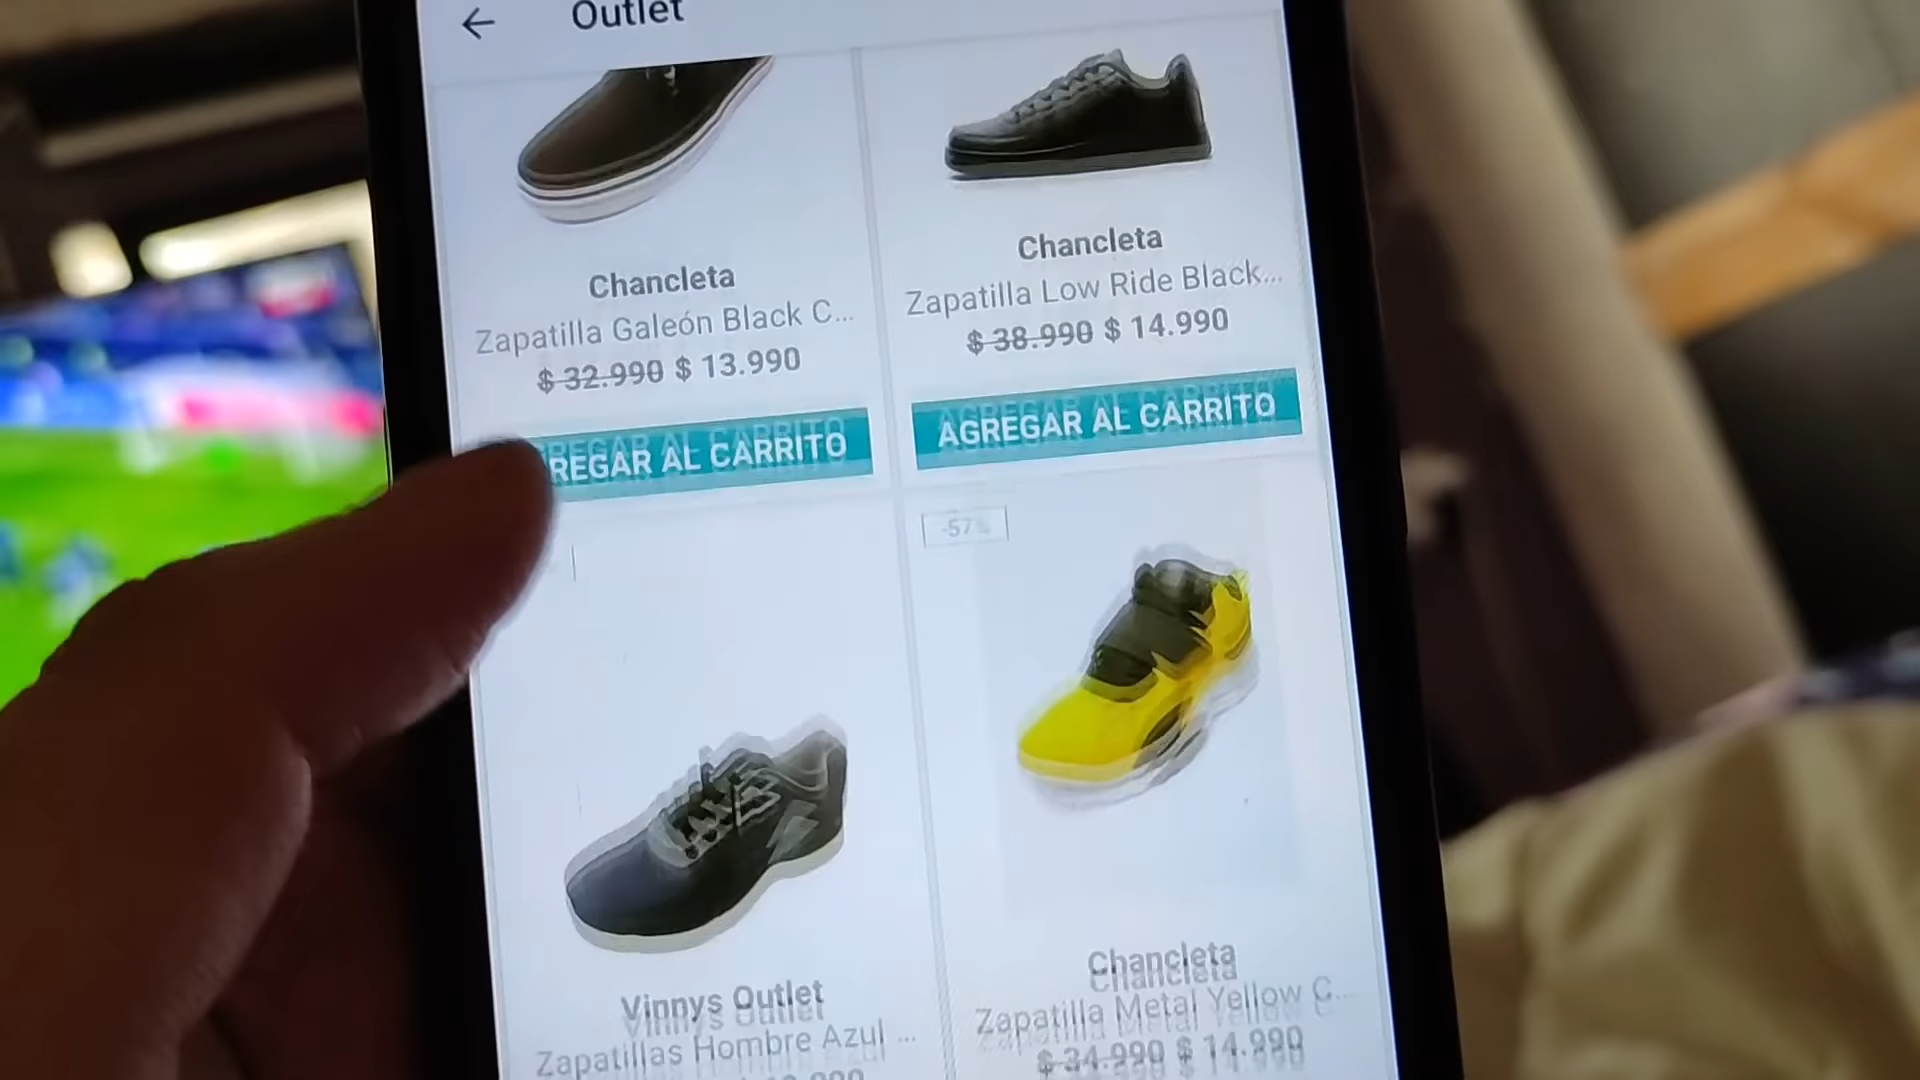 Outlet
Chancleta
Zapatilla Galeón Black C...
$ 32.990 $ 13.990
REGAR AL CARRITO
Chancleta
Zapatilla Low Ride Black...
$ 38.990 $ 14.990
AGREGAR AL CARRITO
-57%
Vinnys Outlet
Zapatillas Hombre Azul ...
Chancleta
Zapatilla Metal Yellow C...
$ 34.990 $ 14.990